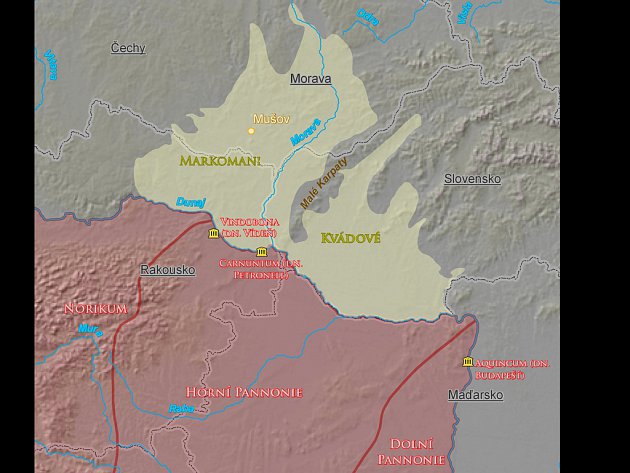 Odra
Visla
Čechy
Vltava
Morava
Mušov
Morava
Markomani
Malé Karpaty
Slovensko
Dunaj
Vindobona
(dn. Vídeň)
Kvádové
Carnuntum (dn.
Petronell)
Rakousko
Norikum
Mura
Aquincum (dn.
Budapešť)
Horní Pannonie
Maďarsko
Raba
Dolní
Pannonie